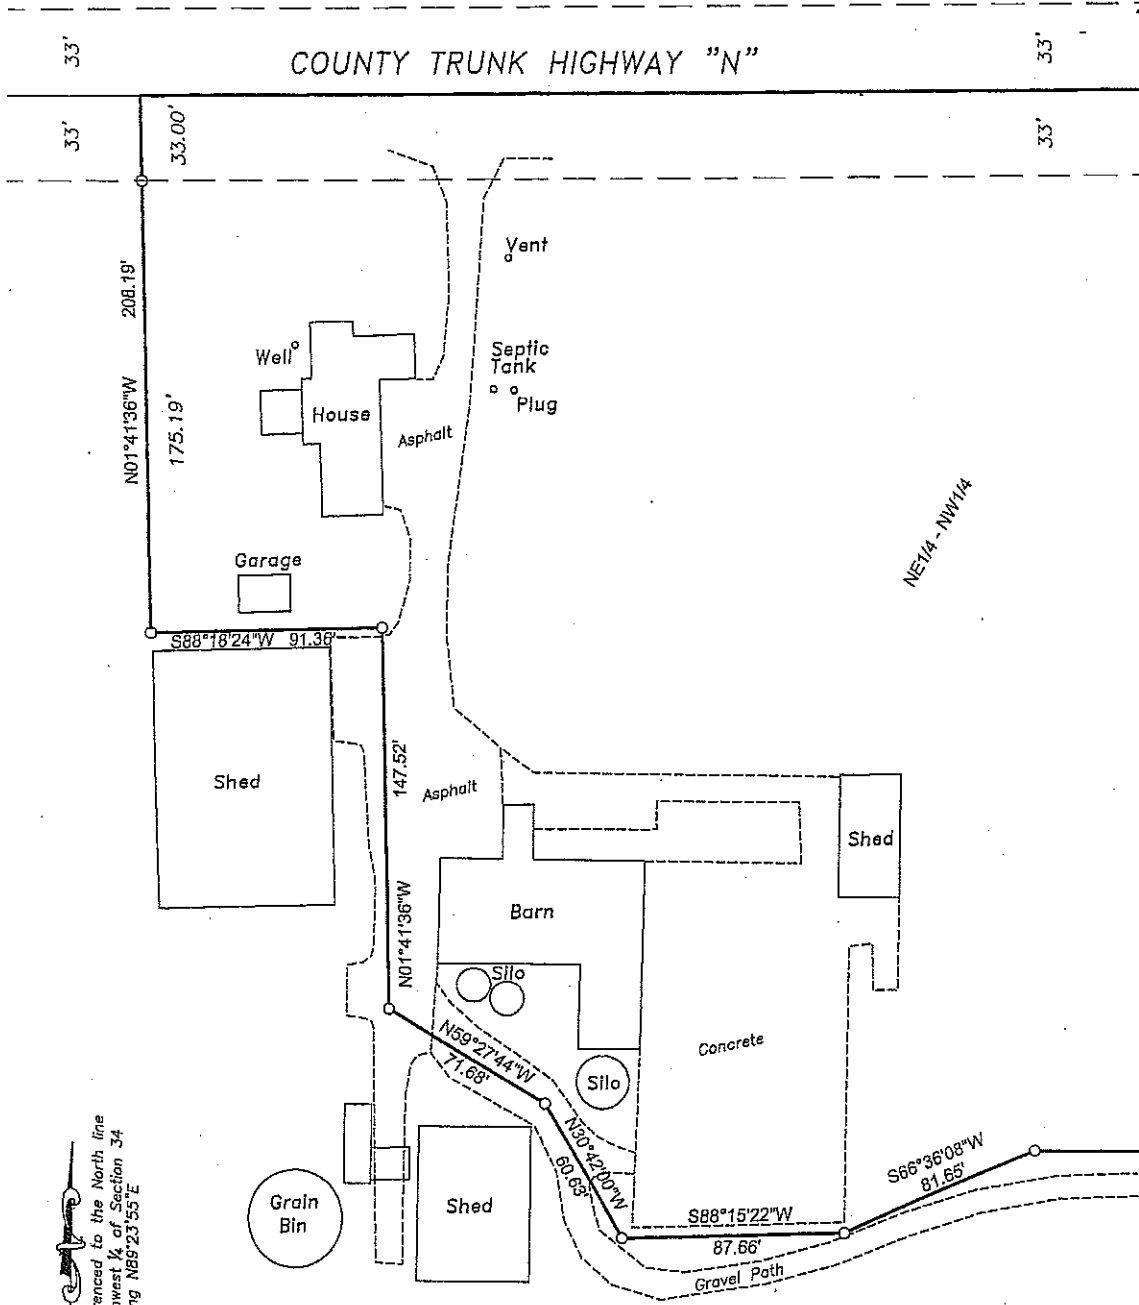 33'
33'
COUNTY TRUNK HIGHWAY "N"
33'
33'
33.00'
Vent
N01°41'36"W 208.19'
175.19'
Well
House
Septic
Tank
Plug
Asphalt
NE1/4 - NW1/4
Garage
S88°18'24"W 91.36'
Shed
147.52'
N01°41'36"W
Asphalt
Shed
Barn
Silo
Concrete
N59°27'44"W
71.68'
Silo
N30°42'00"W
60.63'
S66°36'08"W
81.65'
S88°15'22"W
87.66'
Gravel Path
Grain
Bin
Shed
enced to the North line
west ¼ of Section 34
ng N89°23'55"E